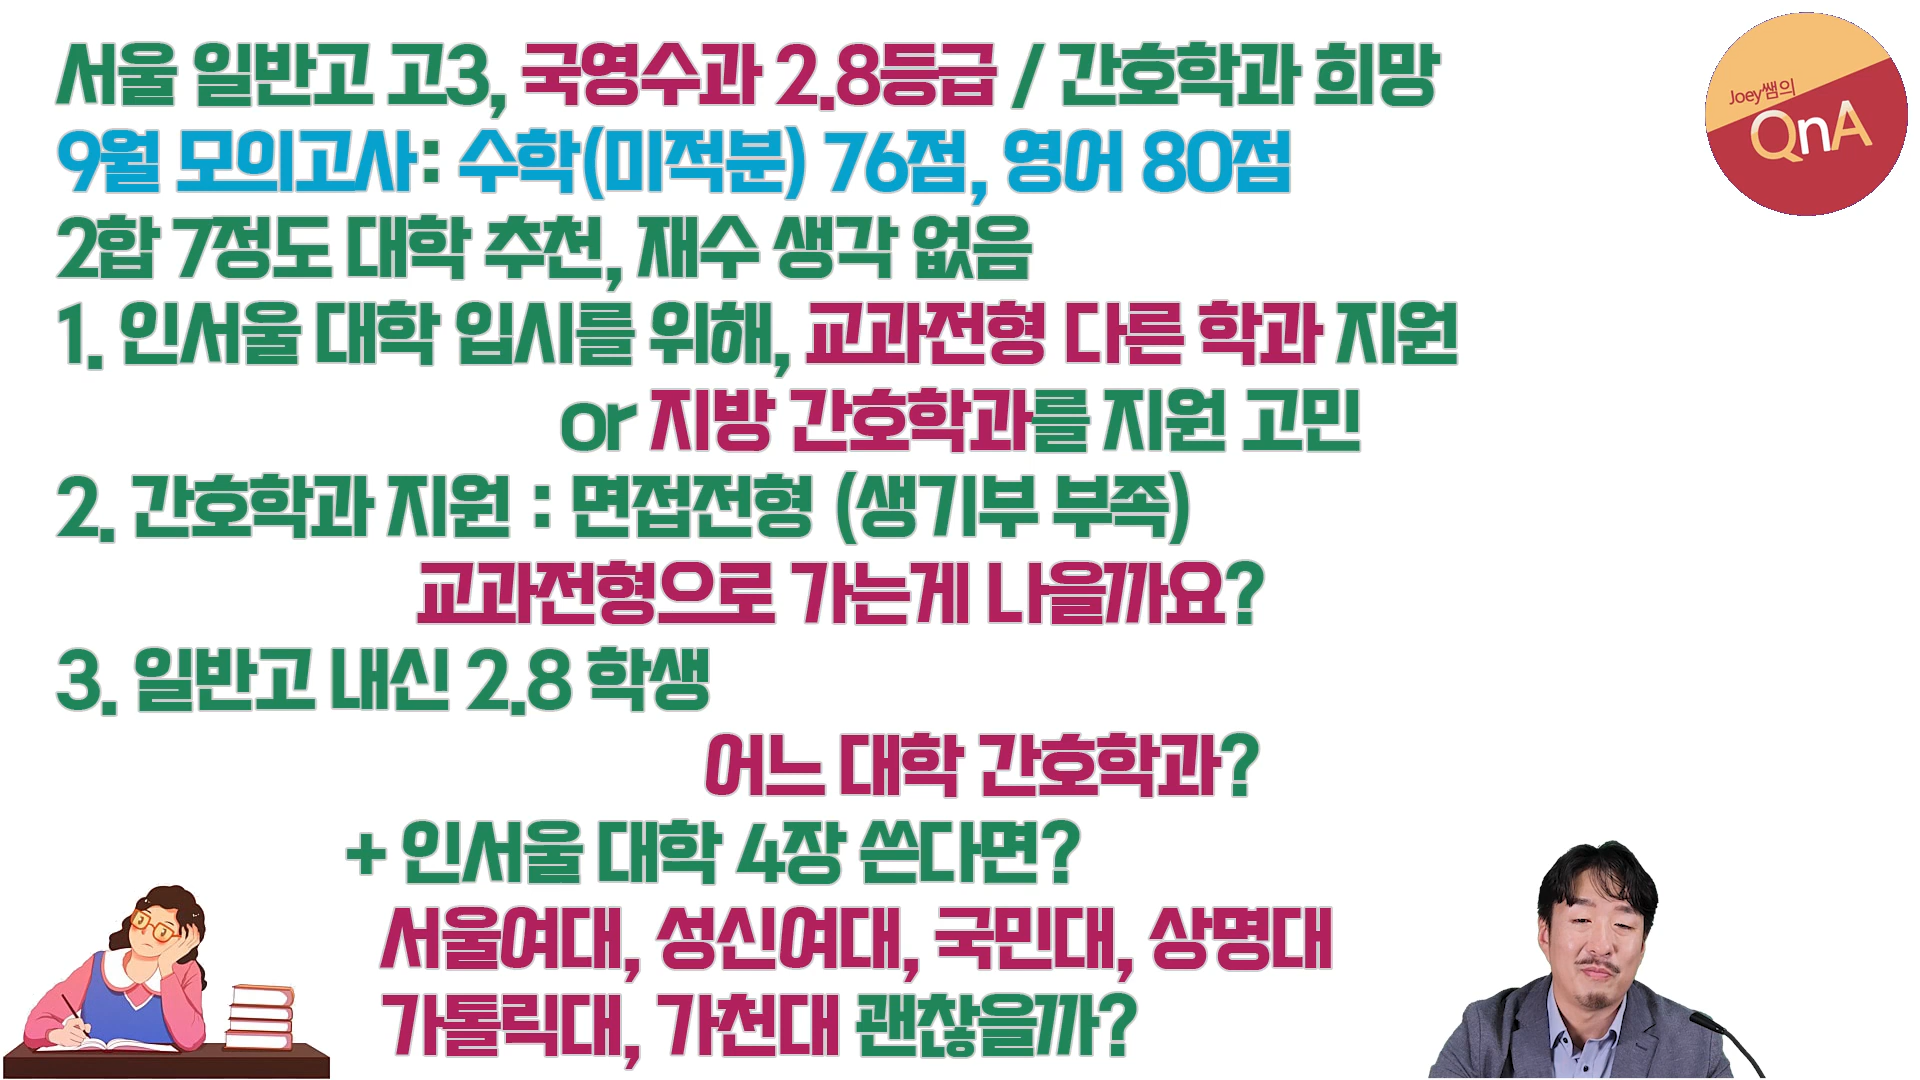 서울 일반고 고3, 국영수과 2.8등급 / 간호학과 희망
Joey쌤의
QnA
9월 모의고사: 수학(미적분) 76점, 영어 80점
2합 7정도 대학 추천, 재수 생각 없음
1. 인서울 대학 입시를 위해, 교과전형 다른 학과 지원
or 지방 간호학과를 지원 고민
2. 간호학과 지원 : 면접전형 (생기부 부족)
교과전형으로 가는게 나을까요?
3. 일반고 내신 2.8 학생
어느 대학 간호학과?
+ 인서울 대학 4장 쓴다면?
서울여대, 성신여대, 국민대, 상명대
가톨릭대, 가천대 괜찮을까?